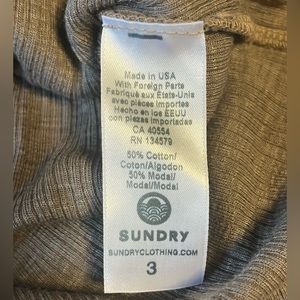 Made in USA
With Foreign Parts
Fabriqué aux États-Unis
avec pièces importées
Hecho en los EEUU
con piezas importadas
CA 40554
RN 134579
50% Cotton/
Coton/Algodon
50% Modal/
Modal/Modal
SUNDRY
SUNDRYCLOTHING.COM
3